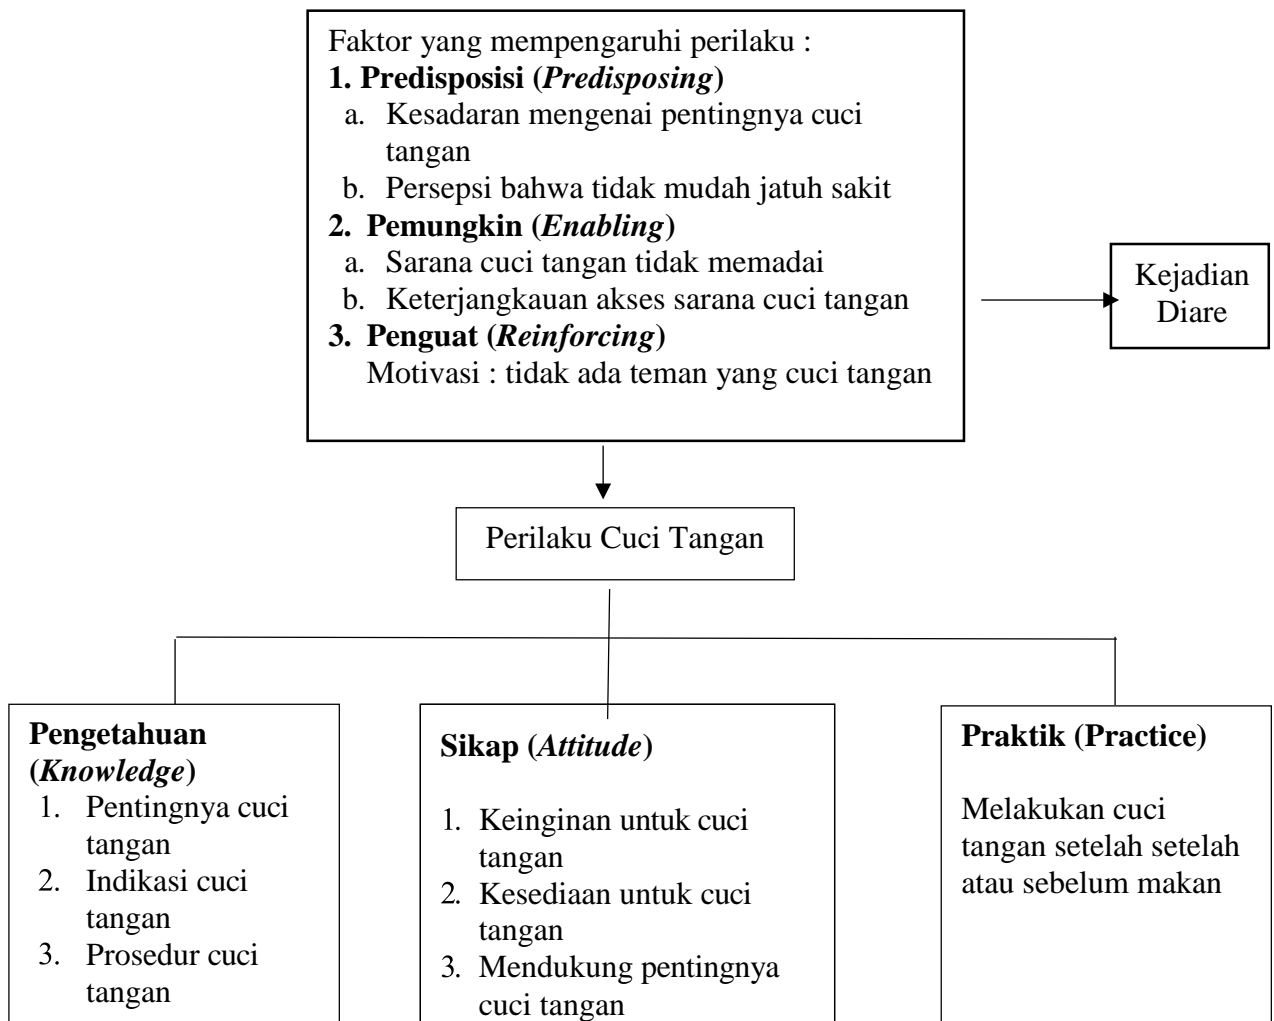 Faktor yang mempengaruhi perilaku :
1. Predisposisi (Predisposing)
a. Kesadaran mengenai pentingnya cuci
tangan
b. Persepsi bahwa tidak mudah jatuh sakit
2. Pemungkin (Enabling)
a. Sarana cuci tangan tidak memadai
b. Keterjangkauan akses sarana cuci tangan
3. Penguat (Reinforcing)
Motivasi : tidak ada teman yang cuci tangan
Kejadian
Diare
Perilaku Cuci Tangan
Pengetahuan
(Knowledge)
1. Pentingnya cuci
tangan
2. Indikasi cuci
tangan
3. Prosedur cuci
tangan
Sikap (Attitude)
1. Keinginan untuk cuci
tangan
2. Kesediaan untuk cuci
tangan
3. Mendukung pentingnya
cuci tangan
Praktik (Practice)
Melakukan cuci
tangan setelah setelah
atau sebelum makan